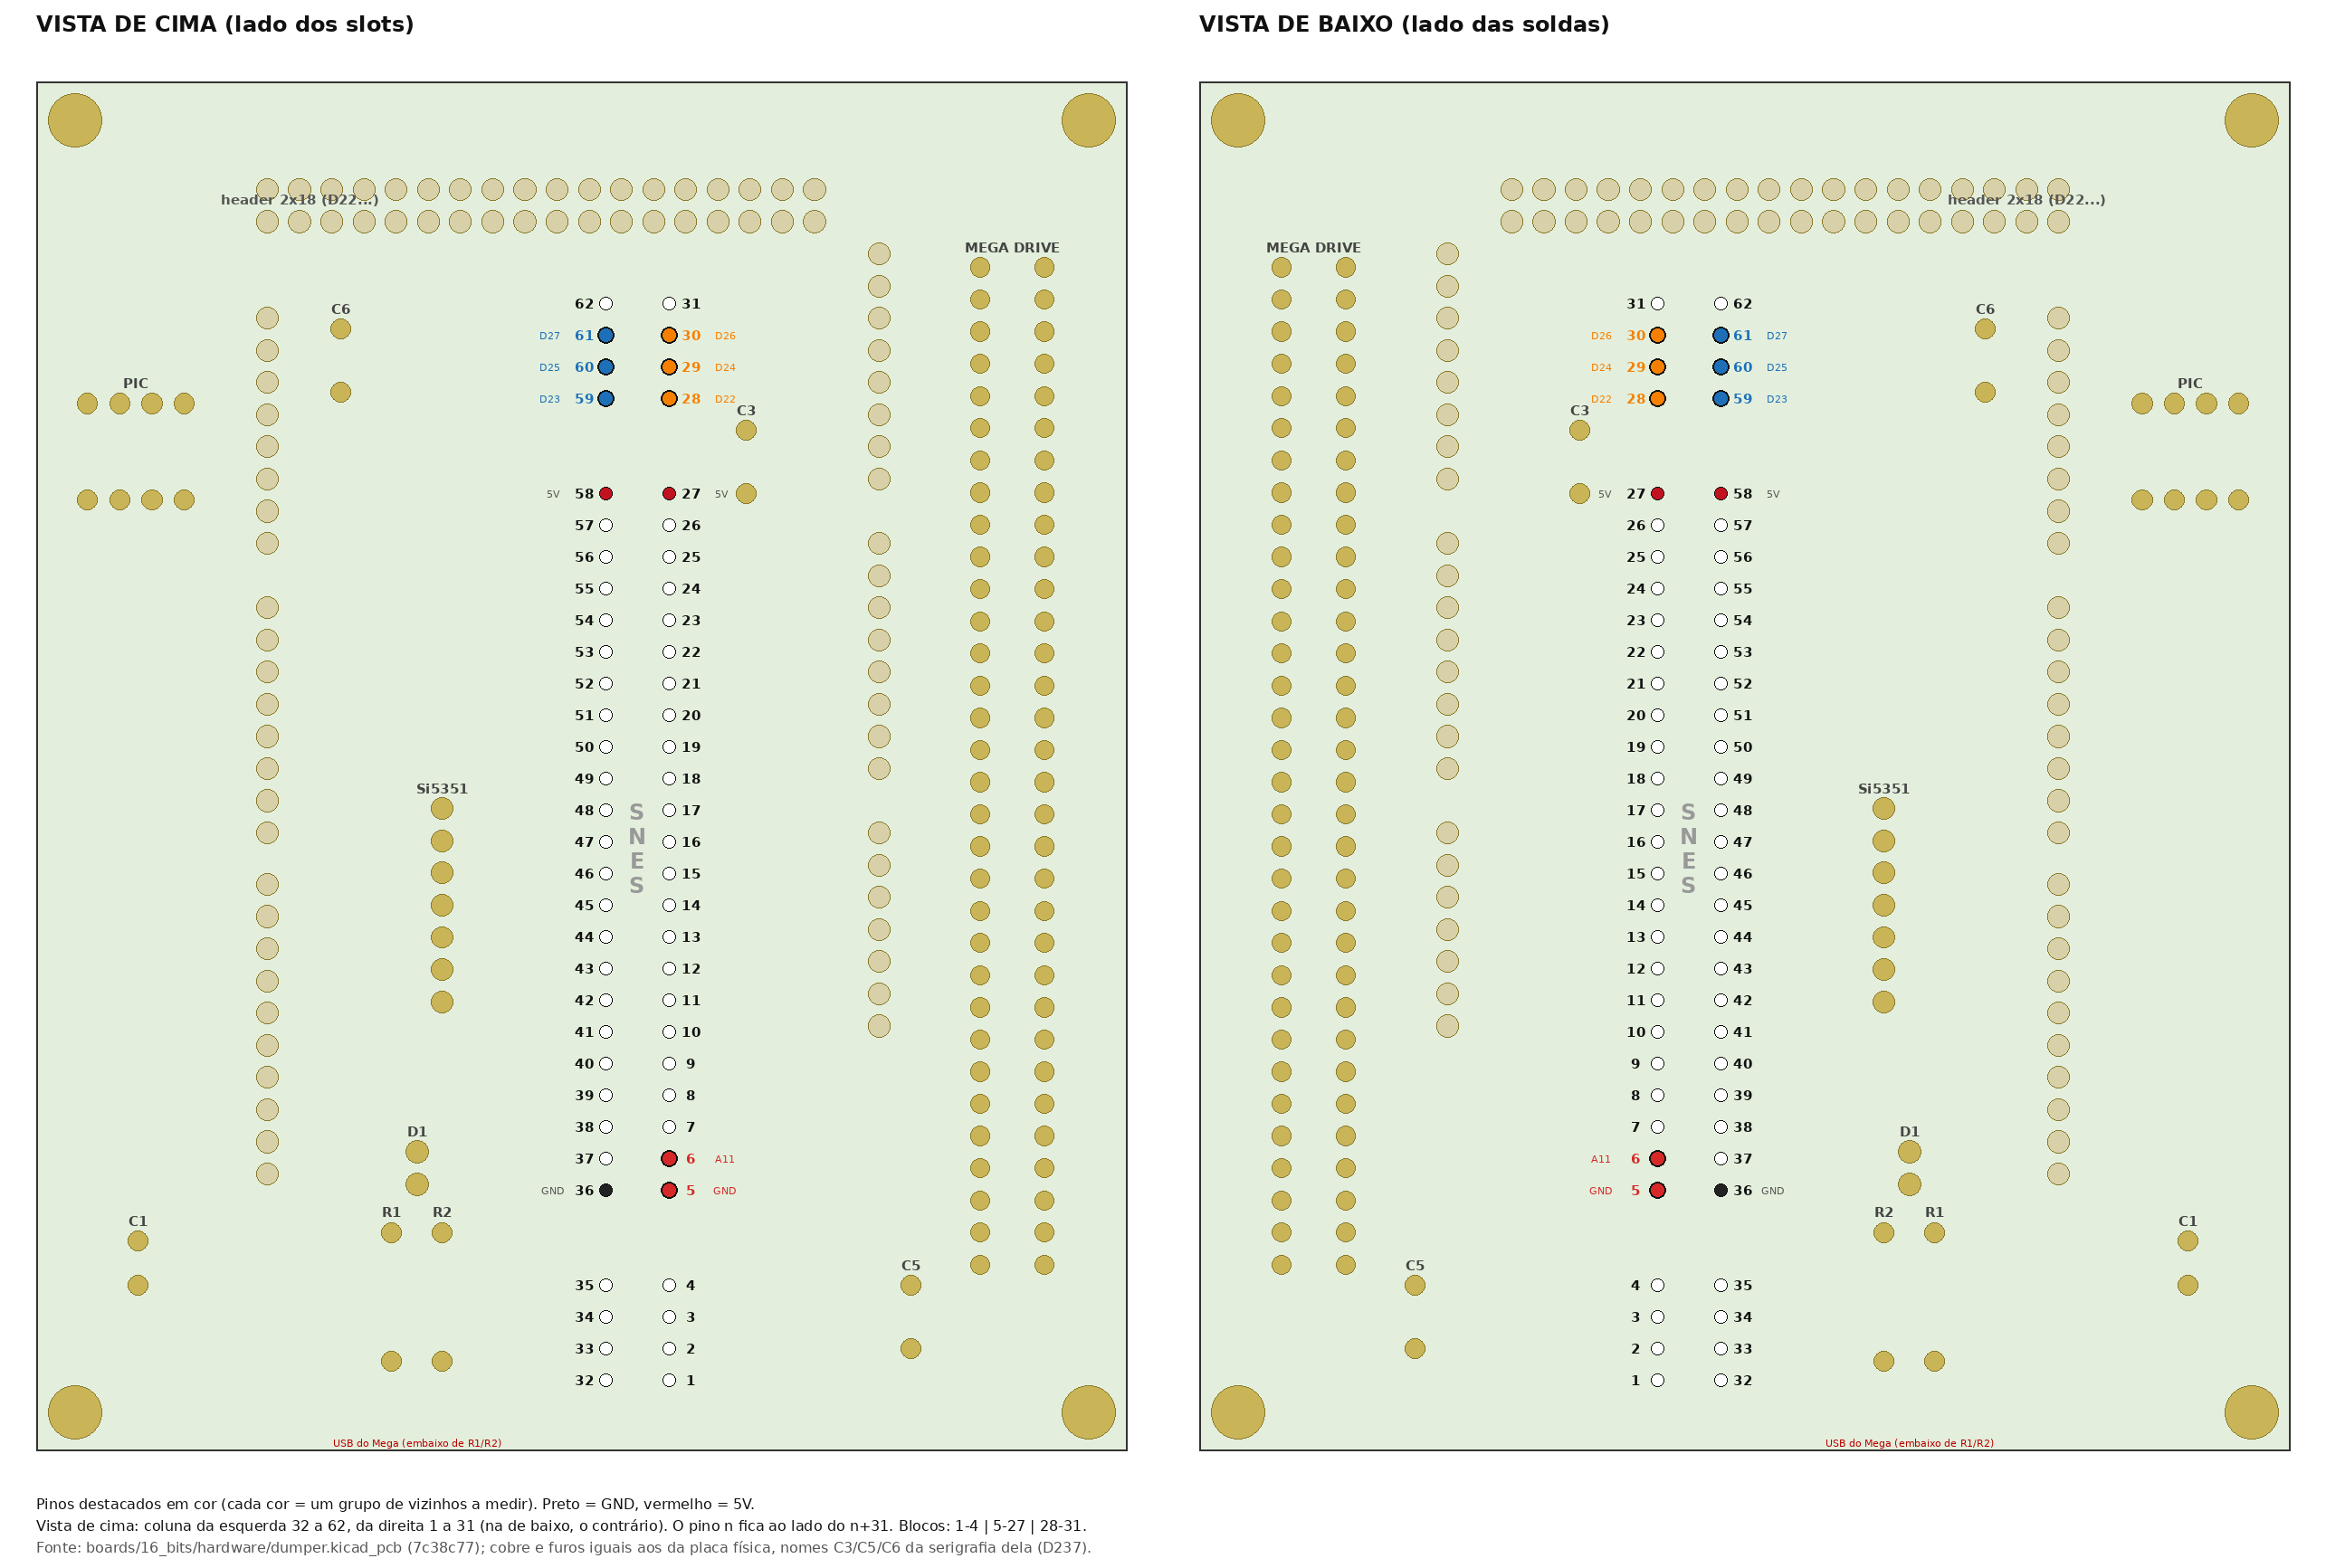 VISTA DE CIMA (lado dos slots)
header 2x18 (D22...)
MEGA DRIVE
C6
62 31
D27 61 30 D26
D25 60 29 D24
PIC
D23 59 28 D22
C3
5V 58 27 5V
57 26
56 25
55 24
54 23
53 22
52 21
51 20
50 19
49 18
Si5351
48 17
47 16
46 15
45 14
44 13
43 12
42 11
41 10
40 9
39 8
38 7
S
N
E
S
D1
37 6 A11
GND 36 5 GND
R1 R2
C1
C5
35 4
34 3
33 2
32 1
USB do Mega (embaixo de R1/R2)
VISTA DE BAIXO (lado das soldas)
header 2x18 (D22...)
MEGA DRIVE
C6
31 62
D26 30 61 D27
D24 29 60 D25
PIC
D22 28 59 D23
C3
5V 27 58 5V
26 57
25 56
24 55
23 54
22 53
21 52
20 51
19 50
18 49
Si5351
17 48
16 47
15 46
14 45
13 44
12 43
11 42
10 41
9 40
8 39
7 38
S
N
E
S
D1
A11 6 37
GND 5 36 GND
R2 R1
C1
C5
4 35
3 34
2 33
1 32
USB do Mega (embaixo de R1/R2)
Pinos destacados em cor (cada cor = um grupo de vizinhos a medir). Preto = GND, vermelho = 5V.
Vista de cima: coluna da esquerda 32 a 62, da direita 1 a 31 (na de baixo, o contrário). O pino n fica ao lado do n+31. Blocos: 1-4 | 5-27 | 28-31.
Fonte: boards/16_bits/hardware/dumper.kicad_pcb (7c38c77); cobre e furos iguais aos da placa física, nomes C3/C5/C6 da serigrafia dela (D237).